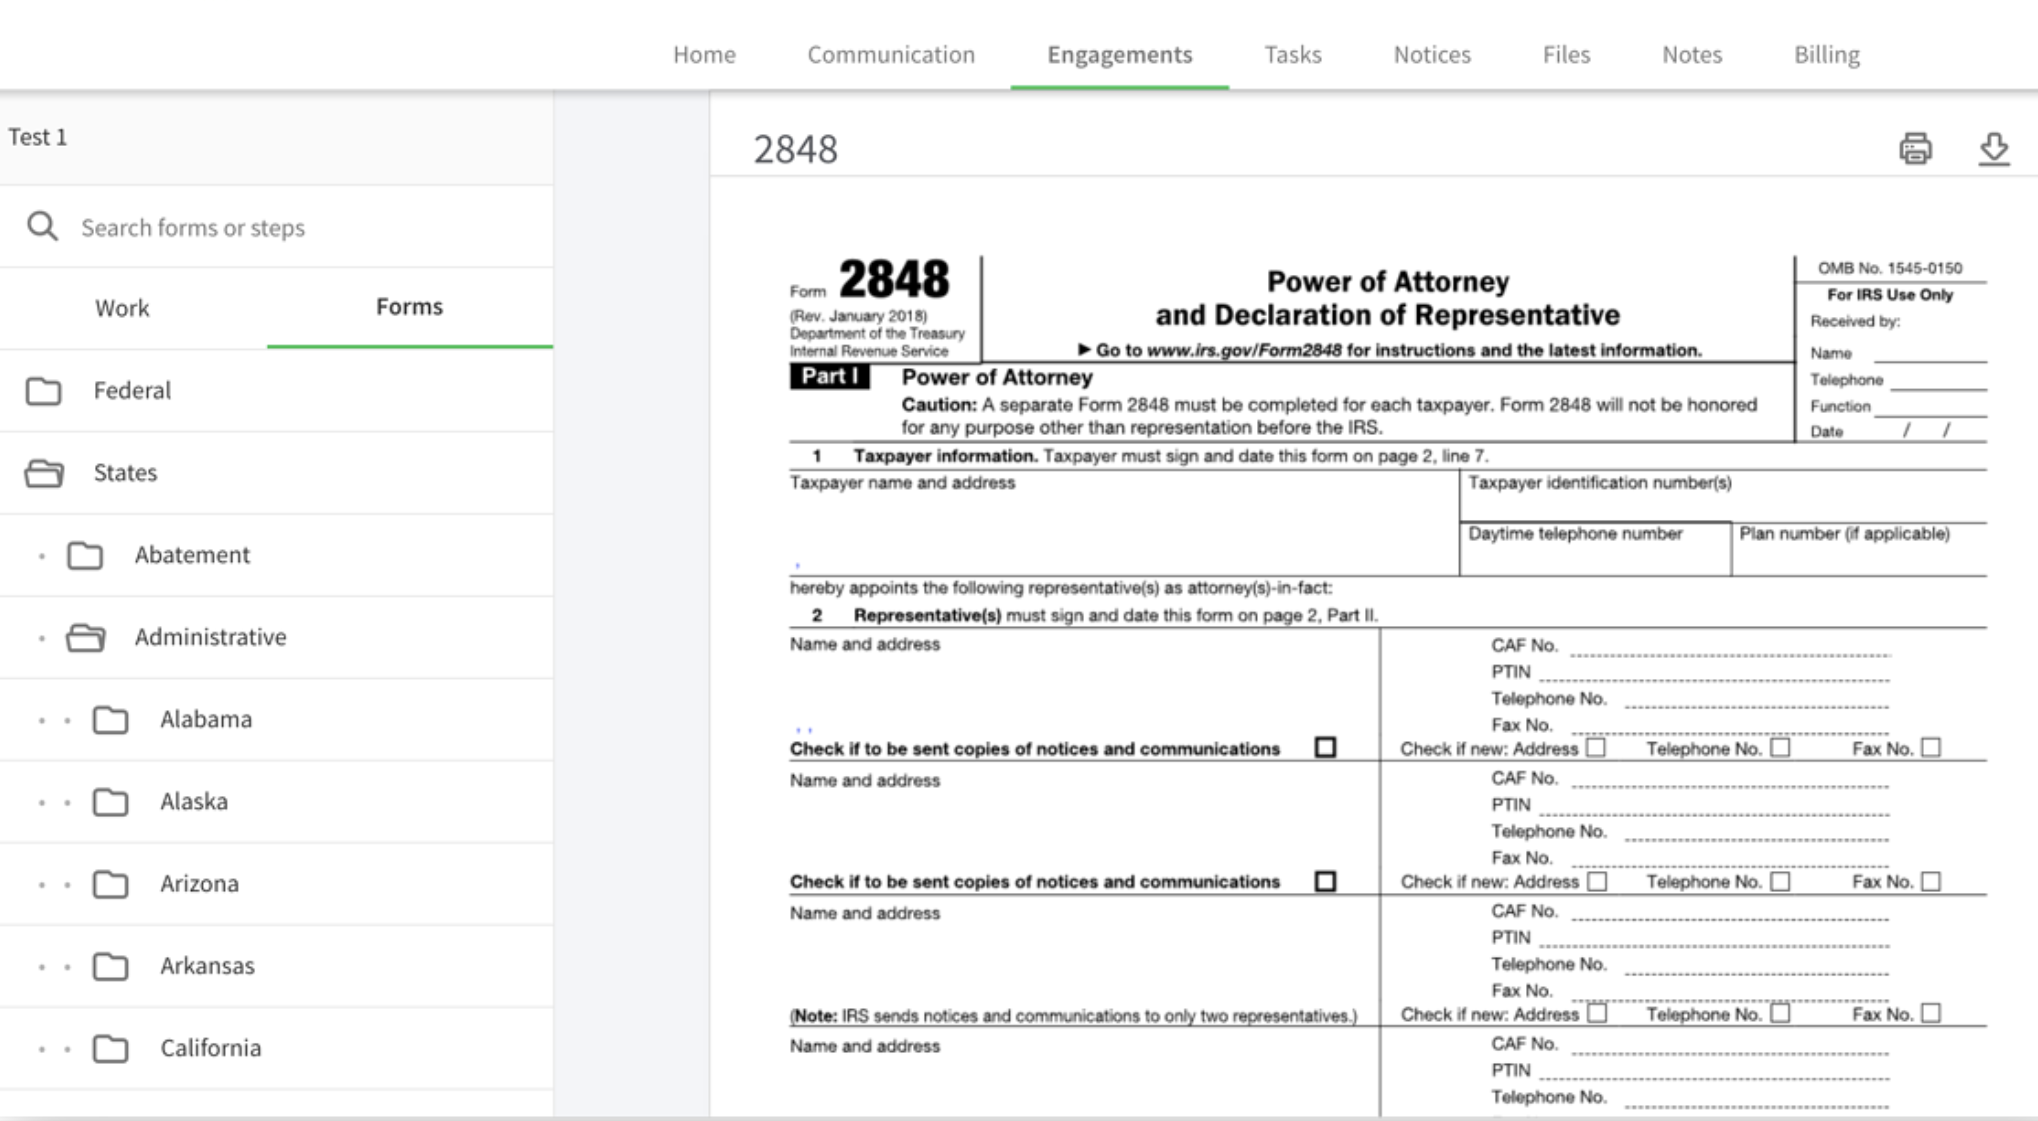 Home Communication Engagements Tasks Notices Files Notes Billing
Test 1
Search forms or steps
Work Forms
Federal
States
Abatement
Administrative
Alabama
Alaska
Arizona
Arkansas
California
2848
Form 2848
(Rev. January 2018)
Department of the Treasury
Internal Revenue Service
Power of Attorney
and Declaration of Representative
► Go to www.irs.gov/Form2848 for instructions and the latest information.
OMB No. 1545-0150
For IRS Use Only
Received by:
Name
Telephone
Function
Date / /
Part I Power of Attorney
Caution: A separate Form 2848 must be completed for each taxpayer. Form 2848 will not be honored
for any purpose other than representation before the IRS.
1 Taxpayer information. Taxpayer must sign and date this form on page 2, line 7.
Taxpayer name and address
,
Taxpayer identification number(s)
Daytime telephone number Plan number (if applicable)
hereby appoints the following representative(s) as attorney(s)-in-fact:
2 Representative(s) must sign and date this form on page 2, Part II.
Name and address
, ,
CAF No.
PTIN
Telephone No.
Fax No.
Check if to be sent copies of notices and communications Check if new: Address Telephone No. Fax No.
Name and address
CAF No.
PTIN
Telephone No.
Fax No.
Check if to be sent copies of notices and communications Check if new: Address Telephone No. Fax No.
Name and address
CAF No.
PTIN
Telephone No.
Fax No.
(Note: IRS sends notices and communications to only two representatives.) Check if new: Address Telephone No. Fax No.
Name and address
CAF No.
PTIN
Telephone No.